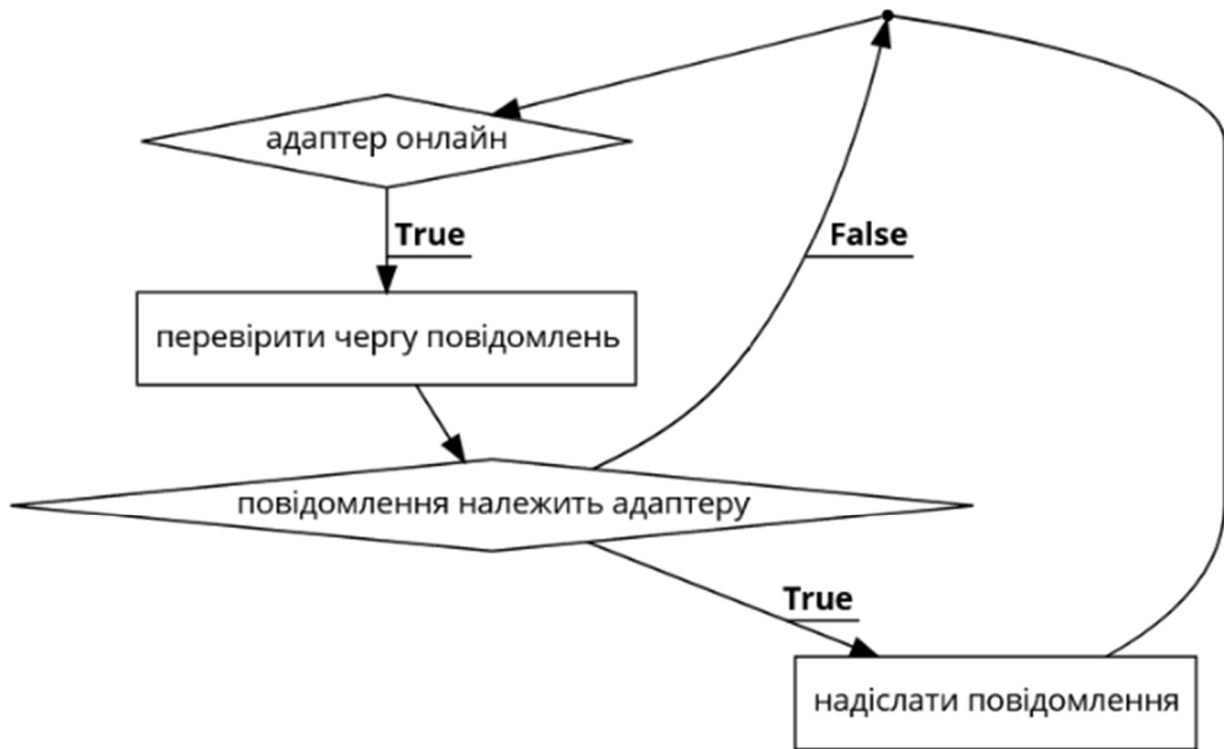 адаптер онлайн
True
False
перевірити чергу повідомлень
повідомлення належить адаптеру
True
надіслати повідомлення